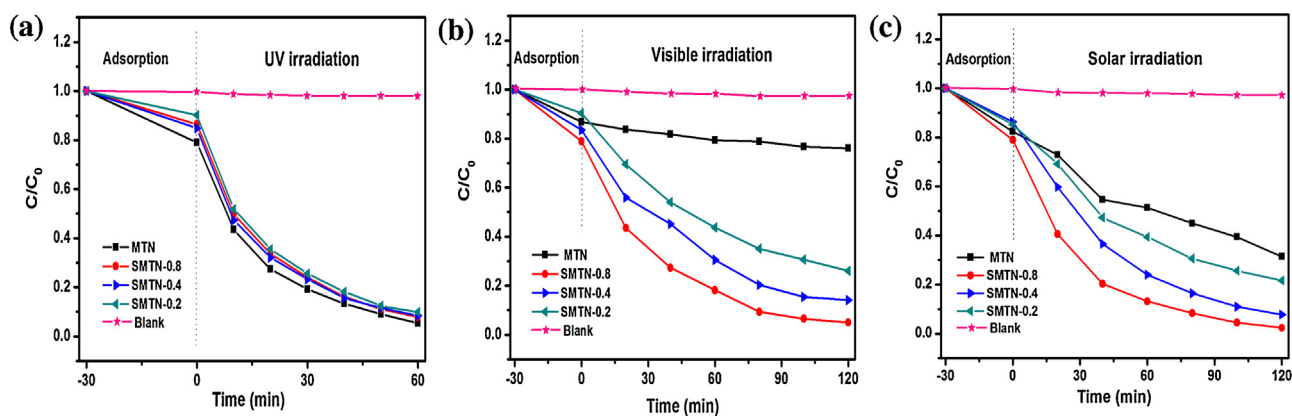 (a)
Adsorption
UV irradiation
C/C0
1.2
1.0
0.8
0.6
0.4
0.2
0.0
MTN
SMTN-0.8
SMTN-0.4
SMTN-0.2
Blank
-30 0 30 60
Time (min)
(b)
Adsorption
Visible irradiation
C/C0
1.2
1.0
0.8
0.6
0.4
0.2
0.0
MTN
SMTN-0.8
SMTN-0.4
SMTN-0.2
Blank
-30 0 30 60 90 120
Time (min)
(c)
Adsorption
Solar irradiation
C/C0
1.2
1.0
0.8
0.6
0.4
0.2
0.0
MTN
SMTN-0.8
SMTN-0.4
SMTN-0.2
Blank
-30 0 30 60 90 120
Time (min)